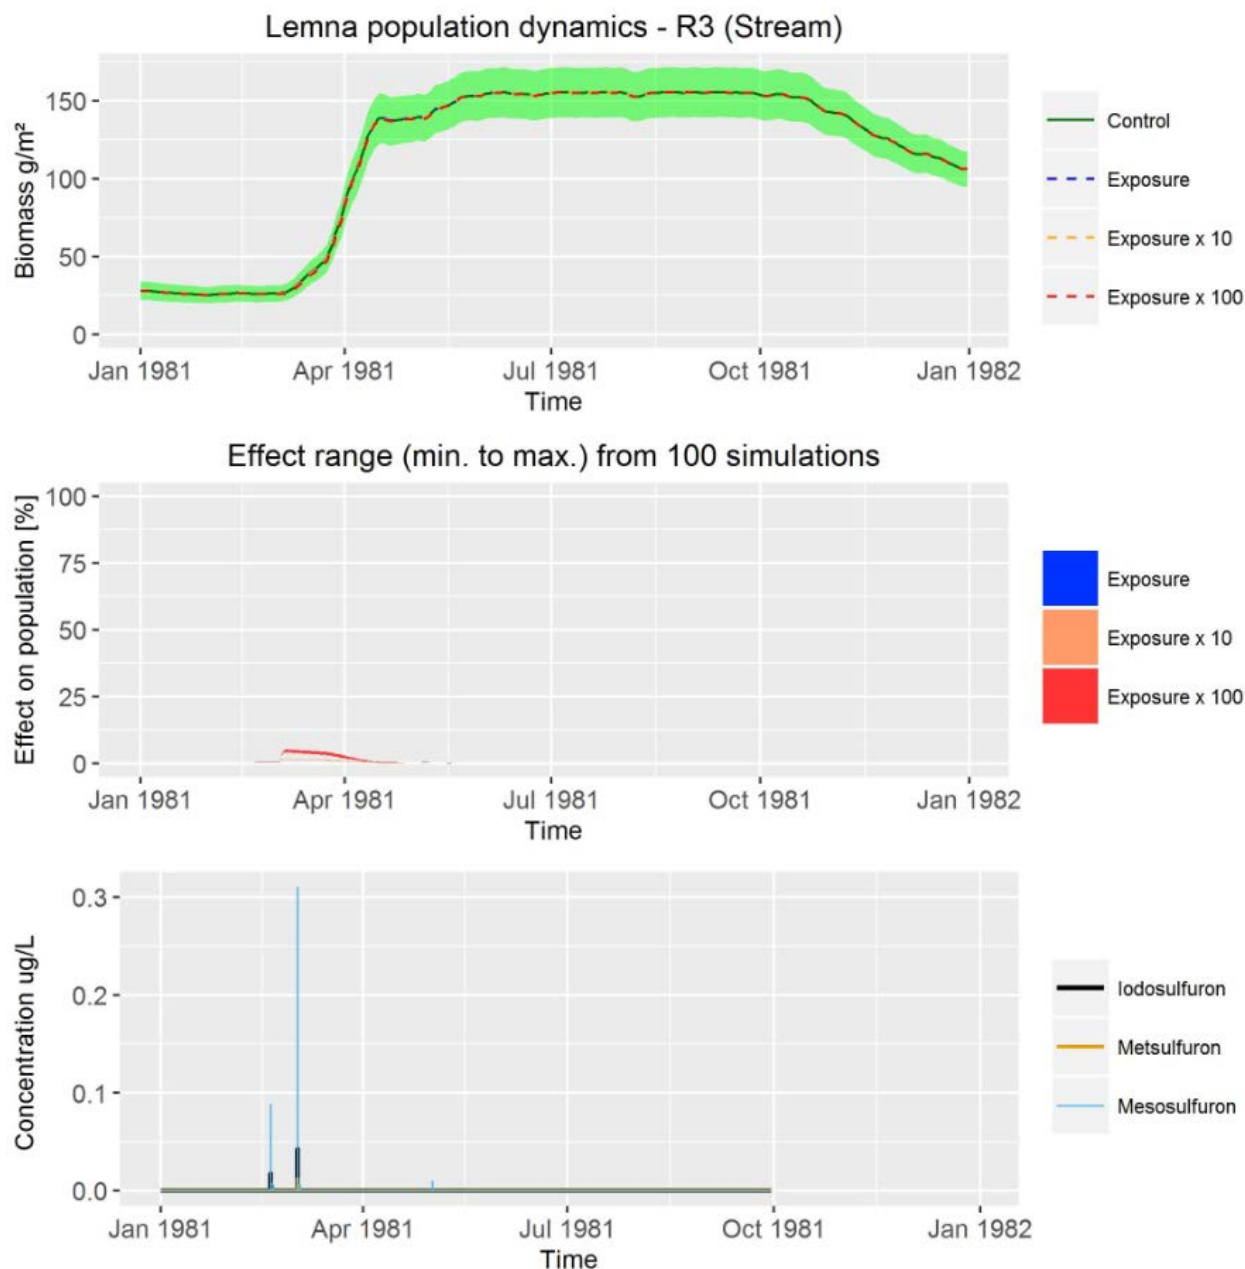 Lemna population dynamics - R3 (Stream)
Biomass g/m²
150
100
50
0
Jan 1981 Apr 1981 Jul 1981 Oct 1981 Jan 1982
Time
Control
Exposure
Exposure x 10
Exposure x 100
Effect range (min. to max.) from 100 simulations
Effect on population [%]
100
75
50
25
0
Jan 1981 Apr 1981 Jul 1981 Oct 1981 Jan 1982
Time
Exposure
Exposure x 10
Exposure x 100
Concentration ug/L
0.3
0.2
0.1
0.0
Jan 1981 Apr 1981 Jul 1981 Oct 1981 Jan 1982
Time
Iodosulfuron
Metsulfuron
Mesosulfuron